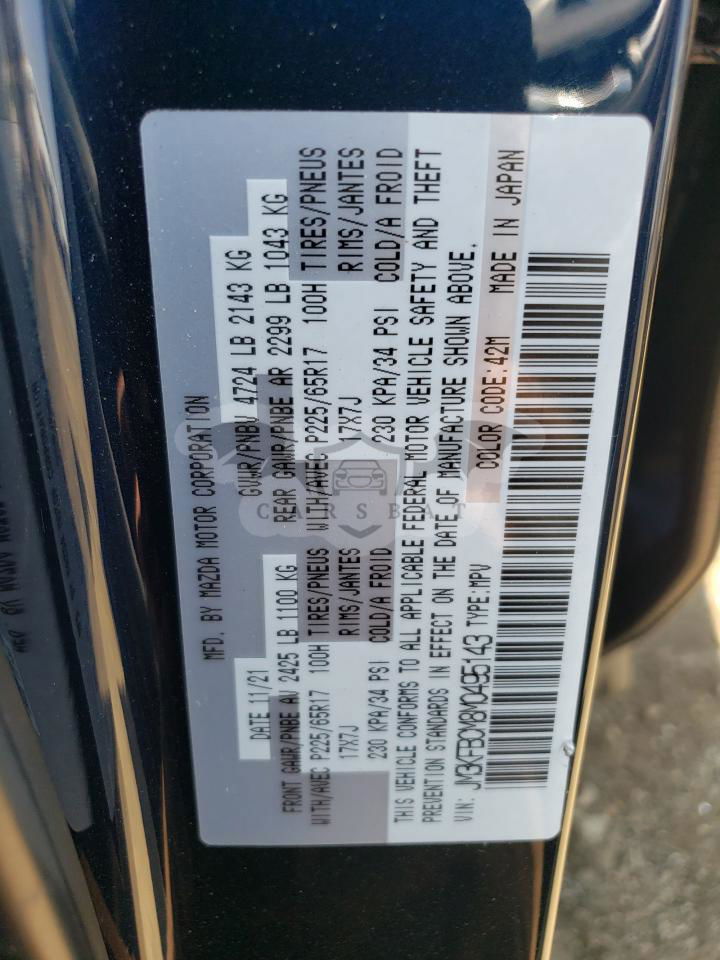 MFD. BY MAZDA MOTOR CORPORATION
DATE 11/21 GVWR/PNBV 4724 LB 2143 KG
FRONT GAWR/PNBE AV 2425 LB 1100 KG REAR GAWR/PNBE AR 2299 LB 1043 KG
WITH/AVEC P225/65R17 100H TIRES/PNEUS WITH/AVEC P225/65R17 100H TIRES/PNEUS
17X7J RIMS/JANTES 17X7J RIMS/JANTES
230 KPA/34 PSI COLD/A FROID 230 KPA/34 PSI COLD/A FROID
THIS VEHICLE CONFORMS TO ALL APPLICABLE FEDERAL MOTOR VEHICLE SAFETY AND THEFT
PREVENTION STANDARDS IN EFFECT ON THE DATE OF MANUFACTURE SHOWN ABOVE.
VIN: JM3KFBCX8M0495143 TYPE:MPV COLOR CODE:42M MADE IN JAPAN
CARSBAT